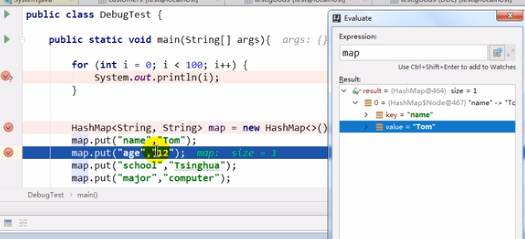 public class DebugTest {
public static void main(String[] args){ args: {}
for (int i = 0; i < 100; i++) {
System.out.println(i);
}
HashMap<String, String> map = new HashMap<>()
map.put("name","Tom");
map.put("age","12"); map: size = 1
map.put("school","Tsinghua");
map.put("major","computer");
DebugTest > main()
Evaluate
Expression:
map
Use Ctrl+Shift+Enter to add to Watches
Result:
result = {HashMap@464} size = 1
0 = {HashMap$Node@467} "name" -> "To
key = "name"
value = "Tom"